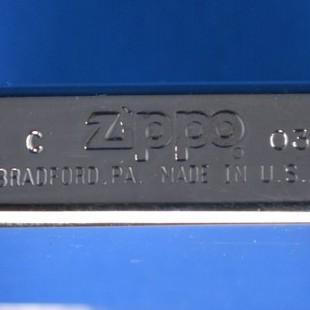 C Zippo 03
BRADFORD, PA. MADE IN U.S.